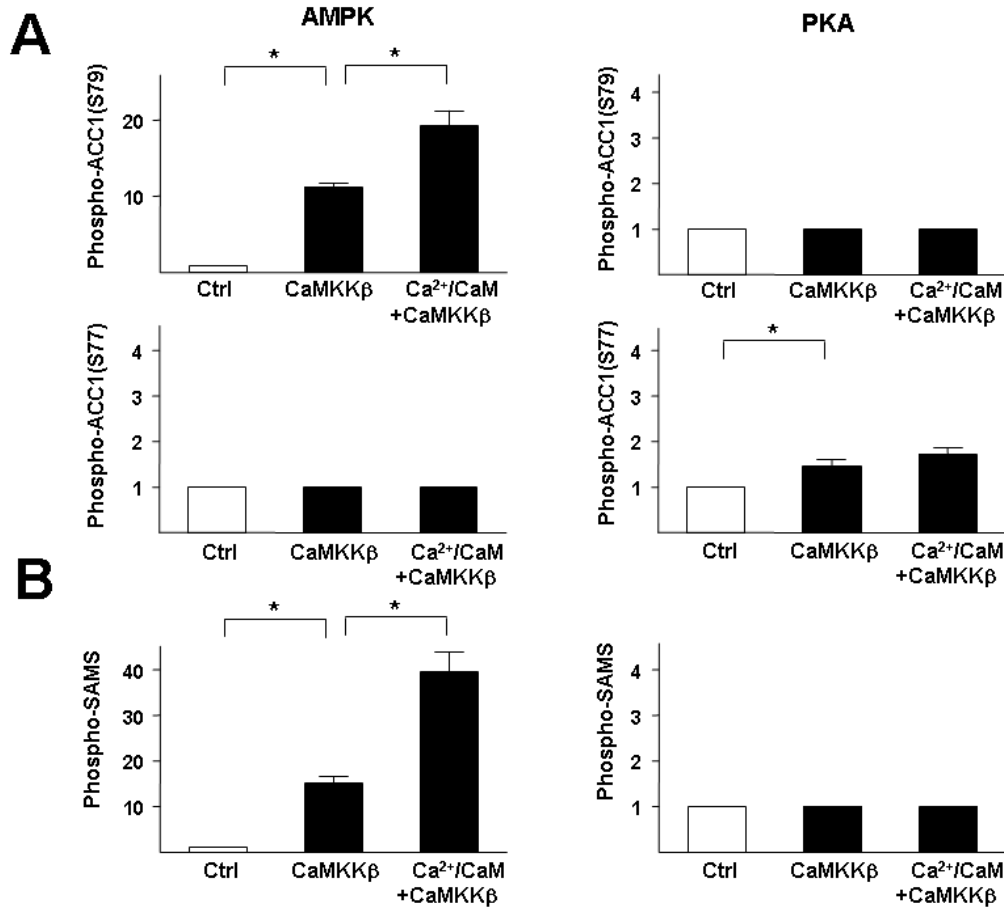 A
AMPK
PKA
* *
Phospho-ACC1(S79)
20
10
Ctrl CaMKKβ Ca²⁺/CaM
+CaMKKβ
Phospho-ACC1(S79)
4
3
2
1
Ctrl CaMKKβ Ca²⁺/CaM
+CaMKKβ
Phospho-ACC1(S77)
4
3
2
1
Ctrl CaMKKβ Ca²⁺/CaM
+CaMKKβ
*
Phospho-ACC1(S77)
4
3
2
1
Ctrl CaMKKβ Ca²⁺/CaM
+CaMKKβ
B
* *
Phospho-SAMS
40
30
20
10
Ctrl CaMKKβ Ca²⁺/CaM
+CaMKKβ
Phospho-SAMS
4
3
2
1
Ctrl CaMKKβ Ca²⁺/CaM
+CaMKKβ